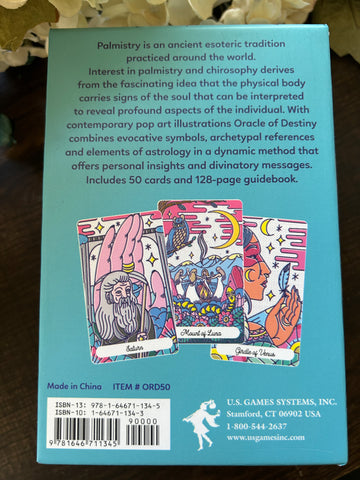 Palmistry is an ancient esoteric tradition
practiced around the world.
Interest in palmistry and chirosophy derives
from the fascinating idea that the physical body
carries signs of the soul that can be interpreted
to reveal profound aspects of the individual. With
contemporary pop art illustrations Oracle of Destiny
combines evocative symbols, archetypal references
and elements of astrology in a dynamic method that
offers personal insights and divinatory messages.
Includes 50 cards and 128-page guidebook.
Saturn
Mount of Luna
Girdle of Venus
Made in China ITEM # ORD50
ISBN-13: 978-1-64671-134-5
ISBN-10: 1-64671-134-3
90000
9 781646 711345
U.S. GAMES SYSTEMS, INC.
Stamford, CT 06902 USA
1-800-544-2637
www.usgamesinc.com